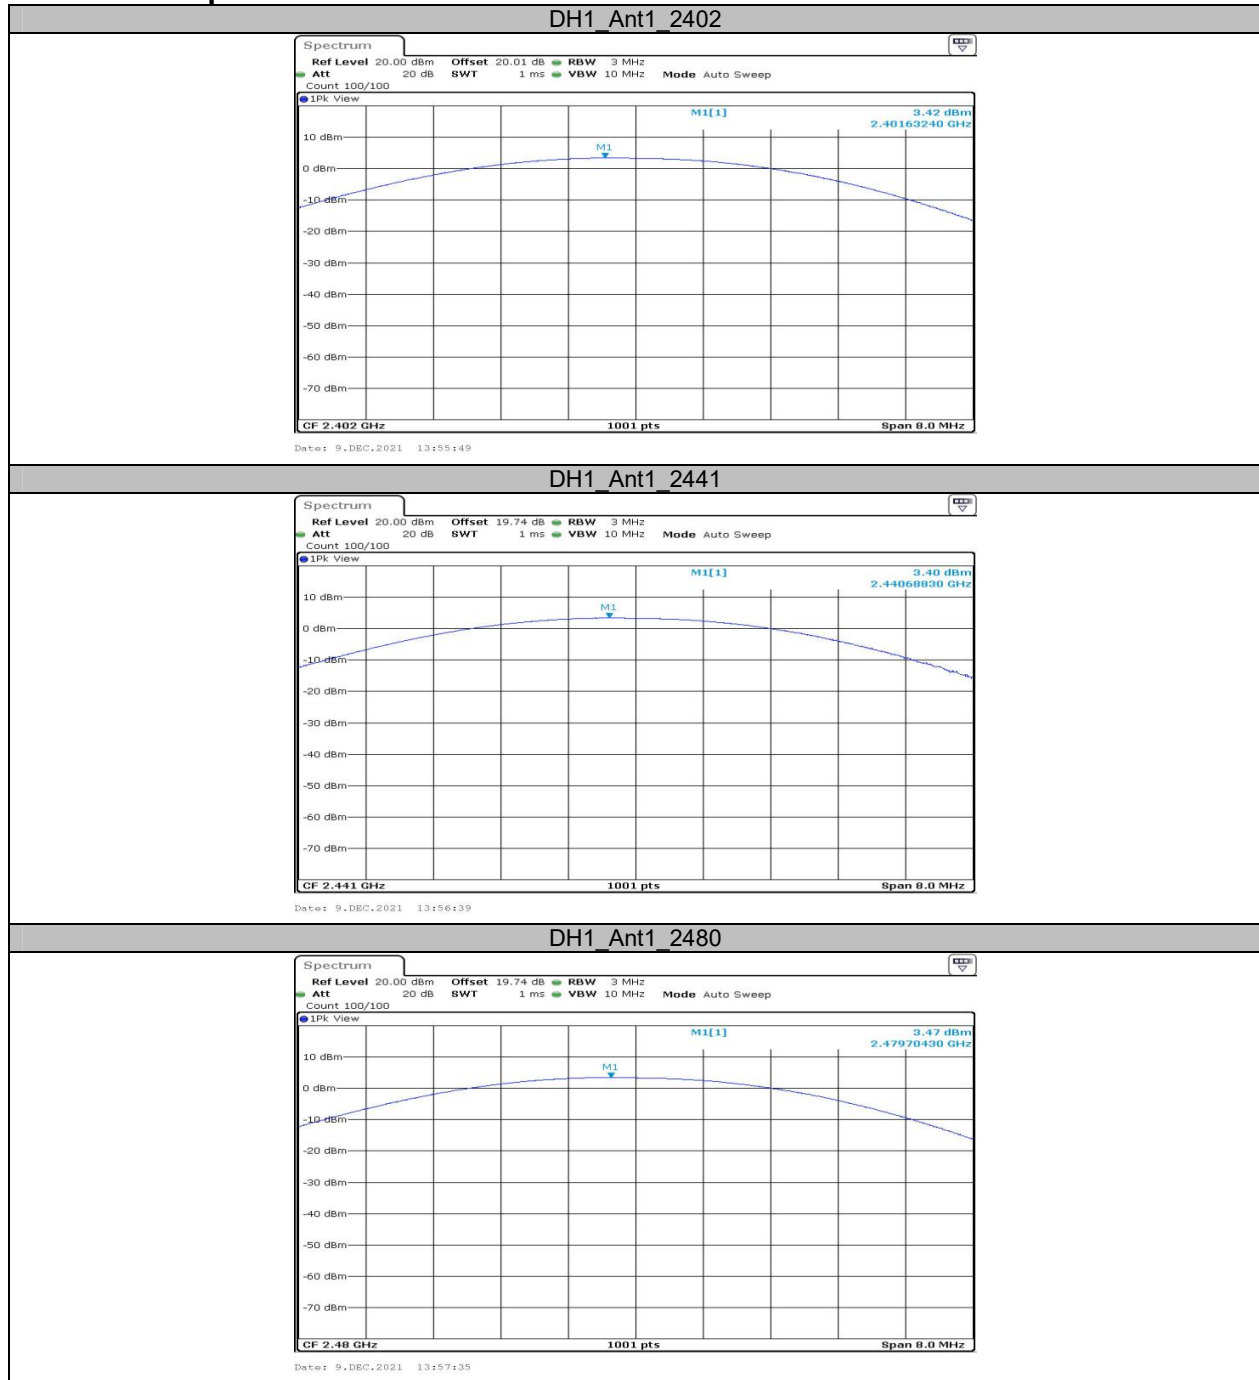 DH1_Ant1_2402
Spectrum
Ref Level 20.00 dBm Offset 20.01 dB RBW 3 MHz
Att 20 dB SWT 1 ms VBW 10 MHz Mode Auto Sweep
Count 100/100
1Pk View
M1[1] 3.42 dBm
2.40163240 GHz
10 dBm
M1
0 dBm
-10 dBm
-20 dBm
-30 dBm
-40 dBm
-50 dBm
-60 dBm
-70 dBm
CF 2.402 GHz 1001 pts Span 8.0 MHz
Date: 9.DEC.2021 13:55:49
DH1_Ant1_2441
Spectrum
Ref Level 20.00 dBm Offset 19.74 dB RBW 3 MHz
Att 20 dB SWT 1 ms VBW 10 MHz Mode Auto Sweep
Count 100/100
1Pk View
M1[1] 3.40 dBm
2.44068830 GHz
10 dBm
M1
0 dBm
-10 dBm
-20 dBm
-30 dBm
-40 dBm
-50 dBm
-60 dBm
-70 dBm
CF 2.441 GHz 1001 pts Span 8.0 MHz
Date: 9.DEC.2021 13:56:39
DH1_Ant1_2480
Spectrum
Ref Level 20.00 dBm Offset 19.74 dB RBW 3 MHz
Att 20 dB SWT 1 ms VBW 10 MHz Mode Auto Sweep
Count 100/100
1Pk View
M1[1] 3.47 dBm
2.47970430 GHz
10 dBm
M1
0 dBm
-10 dBm
-20 dBm
-30 dBm
-40 dBm
-50 dBm
-60 dBm
-70 dBm
CF 2.48 GHz 1001 pts Span 8.0 MHz
Date: 9.DEC.2021 13:57:35